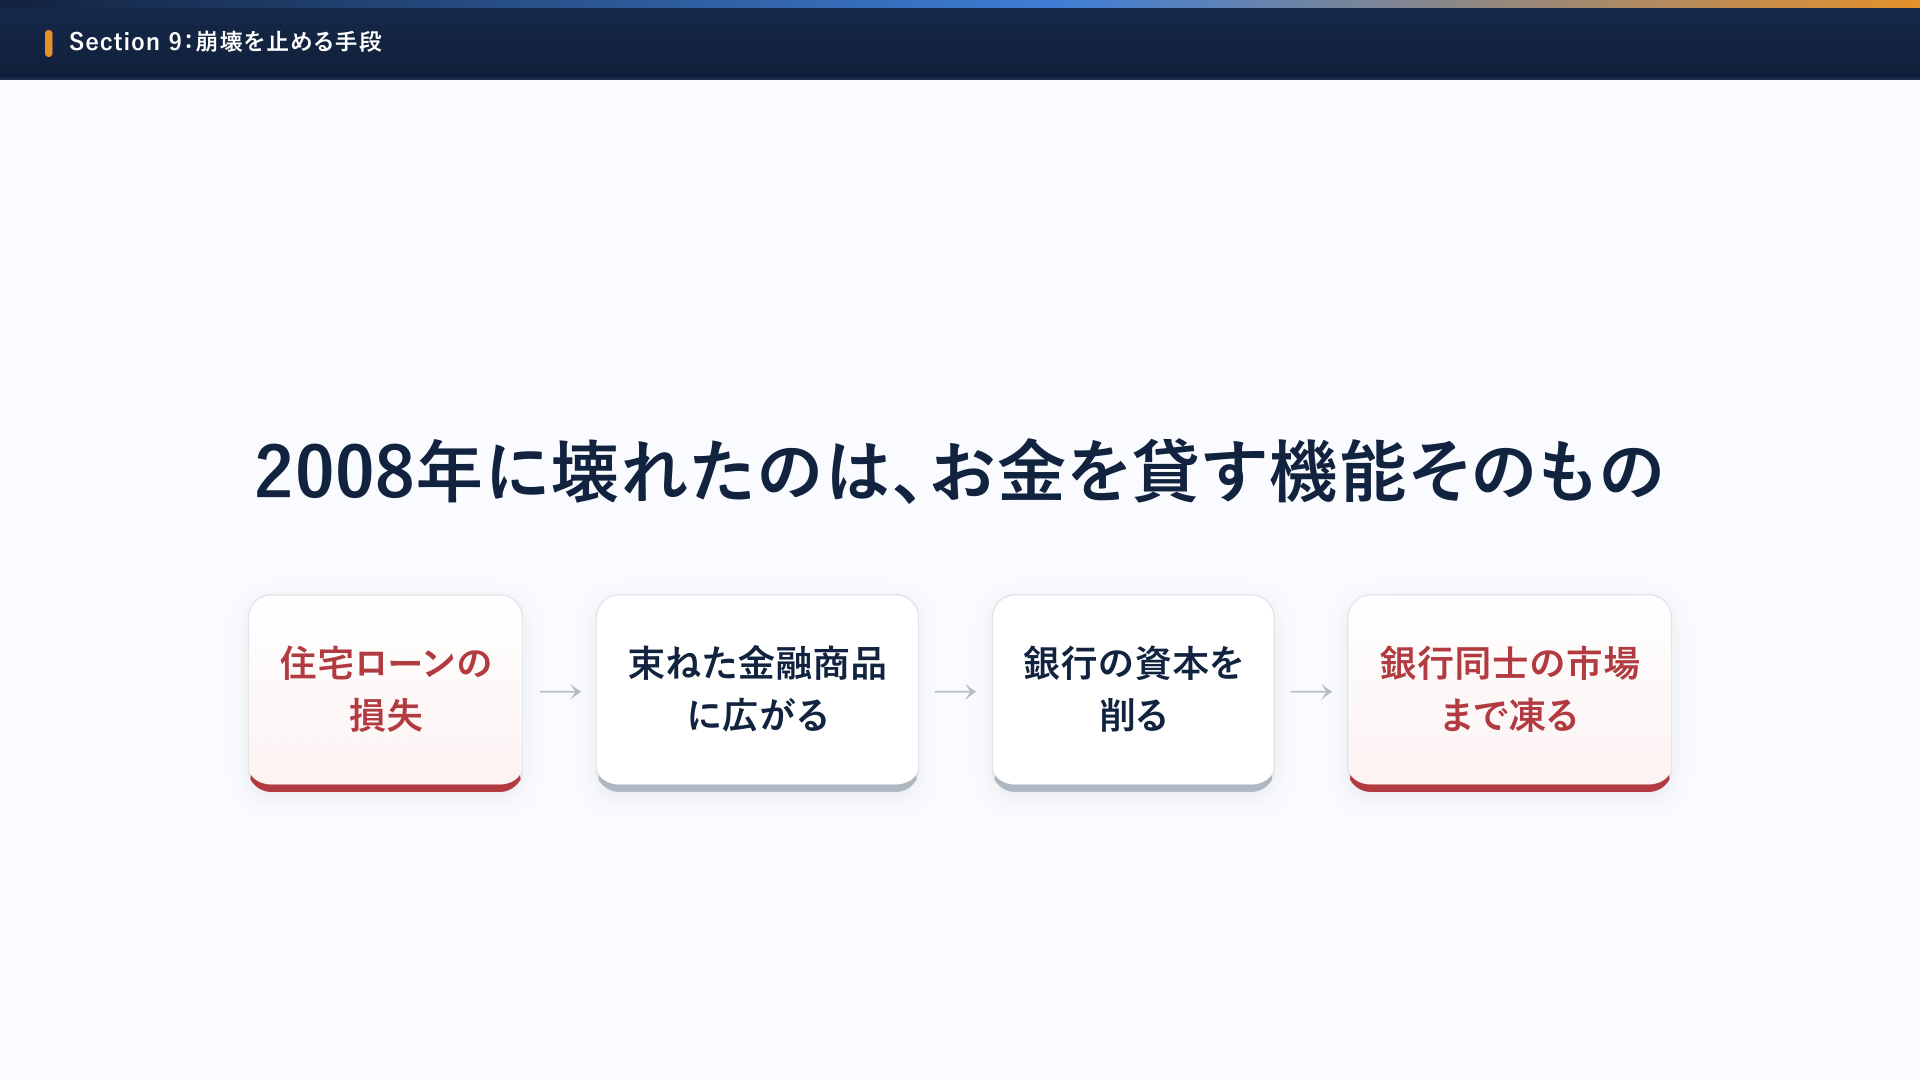 Section 9：崩壊を止める手段
2008年に壊れたのは、お金を貸す機能そのもの
住宅ローンの
損失
→
束ねた金融商品
に広がる
→
銀行の資本を
削る
→
銀行同士の市場
まで凍る